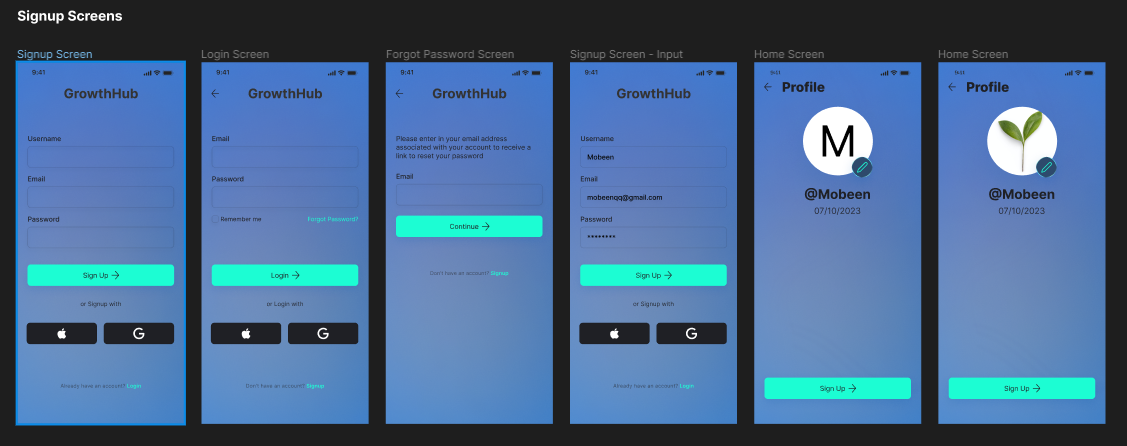 Signup Screens
Signup Screen
9:41
GrowthHub
Username
Email
Password
Sign Up →
or Signup with
G
Already have an account? Login
Login Screen
9:41
← GrowthHub
Email
Password
Remember me Forgot Password?
Login →
or Login with
G
Don't have an account? Signup
Forgot Password Screen
9:41
← GrowthHub
Please enter in your email address
associated with your account to receive a
link to reset your password
Email
Continue →
Don't have an account? Signup
Signup Screen - Input
9:41
GrowthHub
Username
Mobeen
Email
mobeenqq@gmail.com
Password
********
Sign Up →
or Signup with
G
Already have an account? Login
Home Screen
9:41
← Profile
M
@Mobeen
07/10/2023
Sign Up →
Home Screen
9:41
← Profile
@Mobeen
07/10/2023
Sign Up →